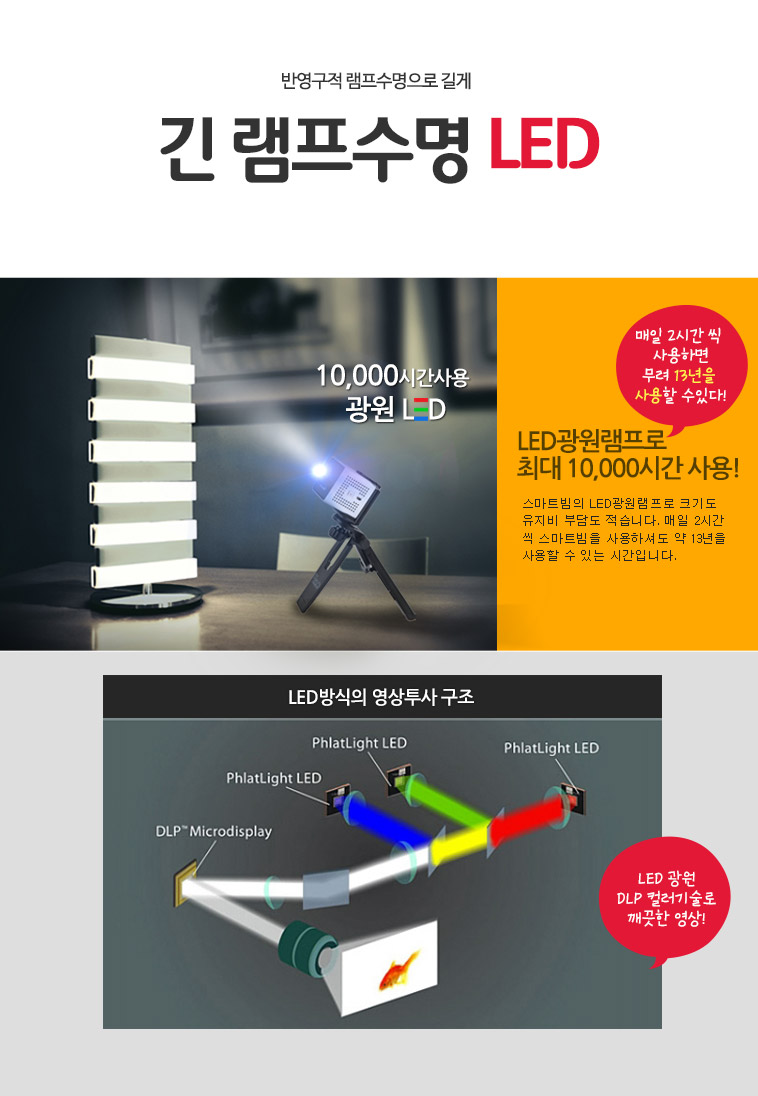 반영구적 램프수명으로 길게
긴 램프수명 LED
10,000시간사용
광원 LED
매일 2시간 씩
사용하면
무려 13년을
사용할 수있다!
LED광원램프로
최대 10,000시간 사용!
스마트빔의 LED광원램프로 크기도
유지비 부담도 적습니다. 매일 2시간
씩 스마트빔을 사용하셔도 약 13년을
사용할 수 있는 시간입니다.
LED방식의 영상투사 구조
PhlatLight LED
PhlatLight LED
PhlatLight LED
DLP™ Microdisplay
LED 광원
DLP 컬러기술로
깨끗한 영상!